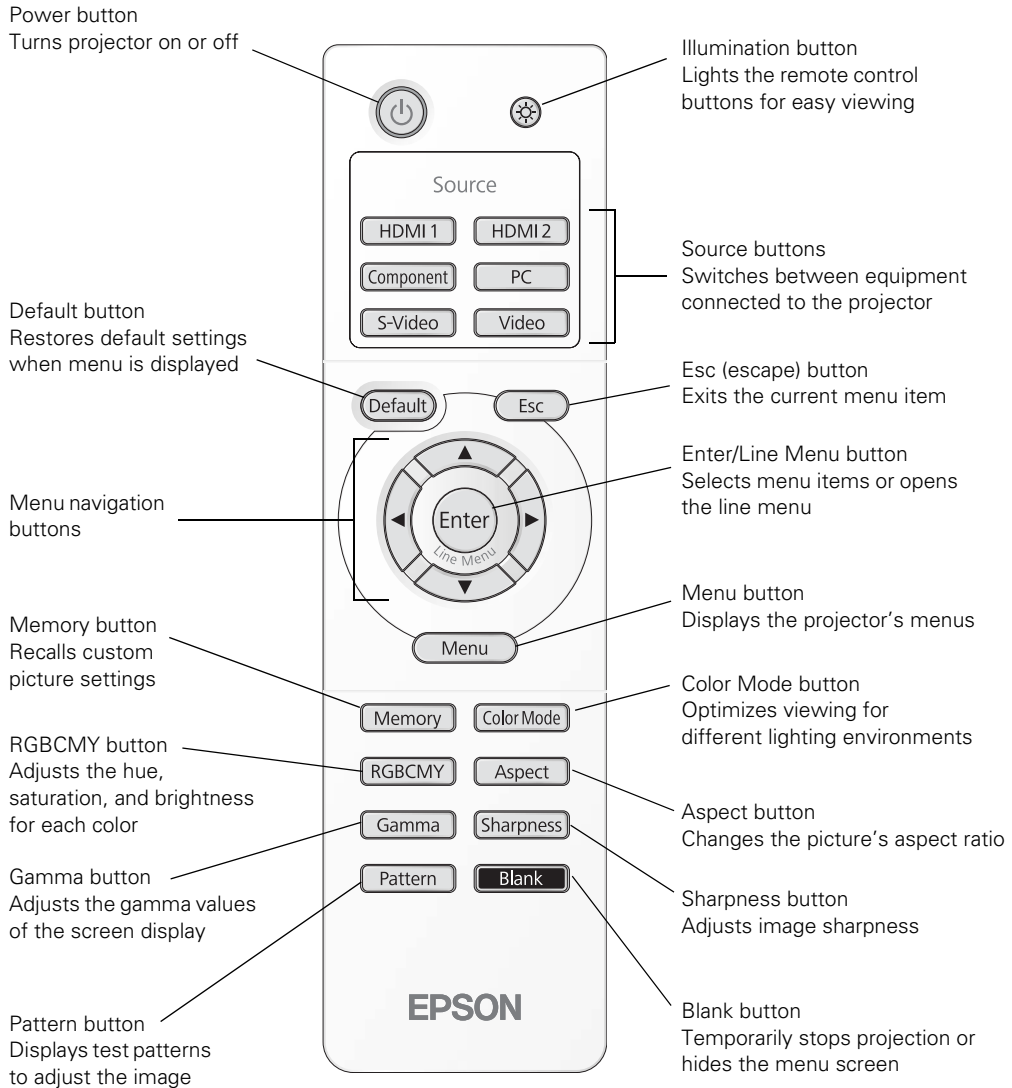 Power button
Turns projector on or off
Illumination button
Lights the remote control
buttons for easy viewing
Source
HDMI 1
HDMI 2
Component
PC
S-Video
Video
Source buttons
Switches between equipment
connected to the projector
Default button
Restores default settings
when menu is displayed
Default
Esc
Esc (escape) button
Exits the current menu item
Enter/Line Menu button
Selects menu items or opens
the line menu
Menu navigation
buttons
Enter
Line Menu
Menu button
Displays the projector's menus
Menu
Memory button
Recalls custom
picture settings
Memory
Color Mode
Color Mode button
Optimizes viewing for
different lighting environments
RGBCMY button
Adjusts the hue,
saturation, and brightness
for each color
RGBCMY
Aspect
Aspect button
Changes the picture's aspect ratio
Gamma
Sharpness
Gamma button
Adjusts the gamma values
of the screen display
Pattern
Blank
Sharpness button
Adjusts image sharpness
EPSON
Pattern button
Displays test patterns
to adjust the image
Blank button
Temporarily stops projection or
hides the menu screen